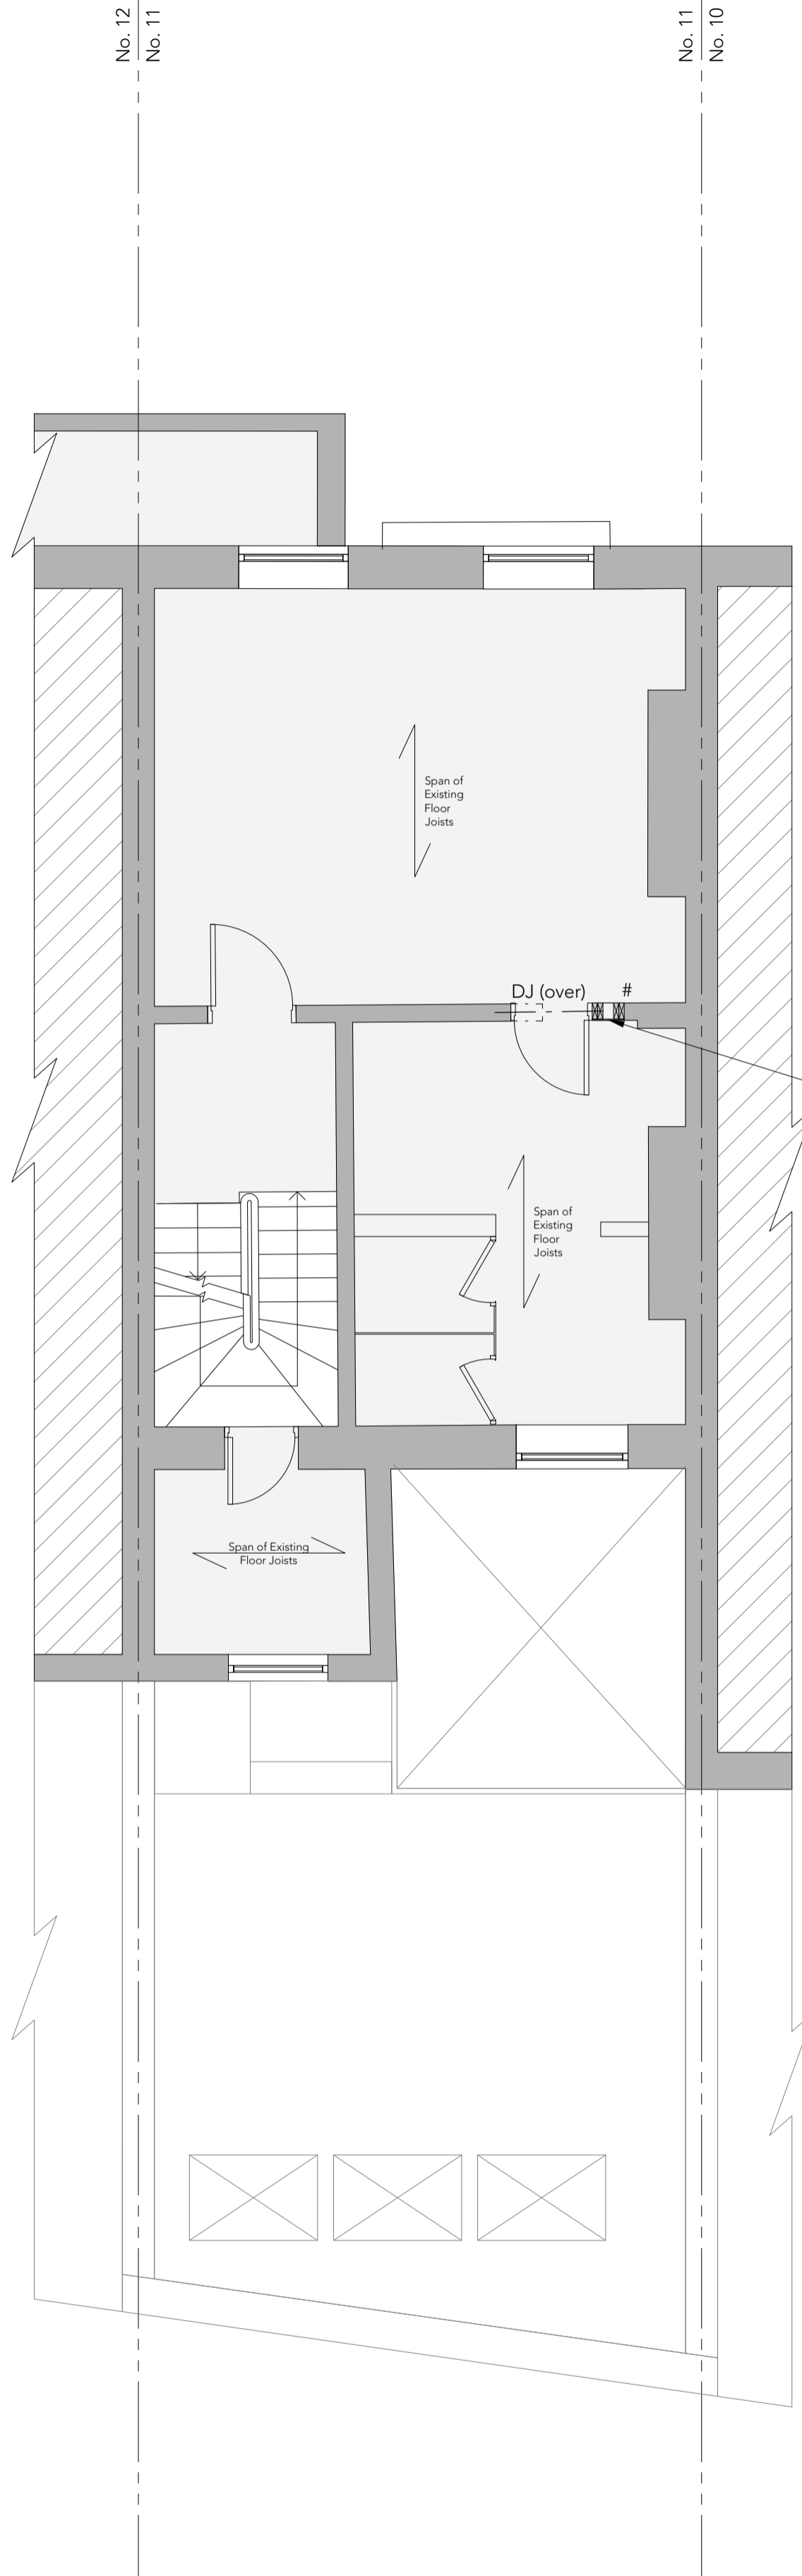 No. 12
No. 11
No. 11
No. 10
Span of
Existing
Floor
Joists
DJ (over)
#
Span of
Existing
Floor
Joists
Span of Existing
Floor Joists